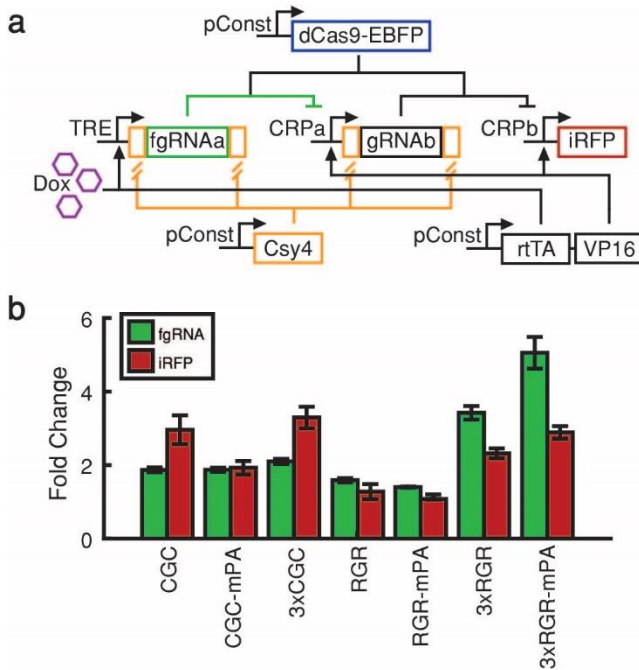 a
pConst
dCas9-EBFP
TRE
fgRNAa
CRPa
gRNAb
CRPb
iRFP
Dox
pConst
Csy4
pConst
rtTA
VP16
b
fgRNA
iRFP
Fold Change
6
4
2
0
CGC
CGC-mPA
3xCGC
RGR
RGR-mPA
3xRGR
3xRGR-mPA